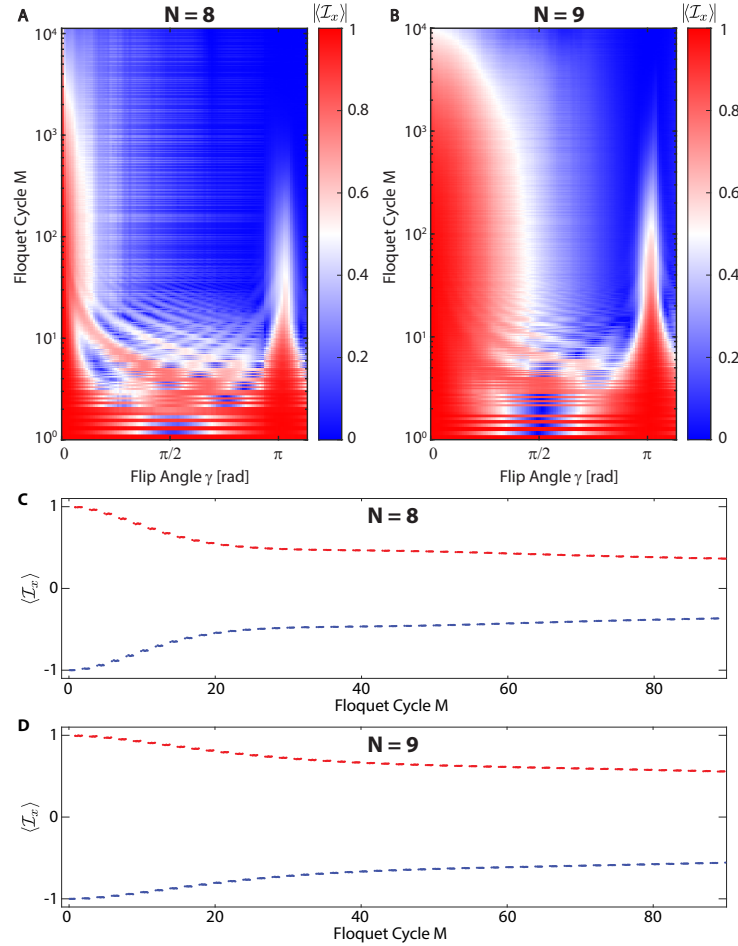 A N = 8 |⟨𝓘ₓ⟩|
B N = 9 |⟨𝓘ₓ⟩|
10⁴ 1 10⁴ 1
0.8 0.8
10³ 10³
0.6 0.6
Floquet Cycle M Floquet Cycle M
10² 10²
0.4 0.4
10¹ 10¹
0.2 0.2
10⁰ 0 10⁰ 0
0 π/2 π 0 π/2 π
Flip Angle γ [rad] Flip Angle γ [rad]
C N = 8
1
⟨𝓘ₓ⟩ 0
-1
0 20 40 60 80
Floquet Cycle M
D N = 9
1
⟨𝓘ₓ⟩ 0
-1
0 20 40 60 80
Floquet Cycle M